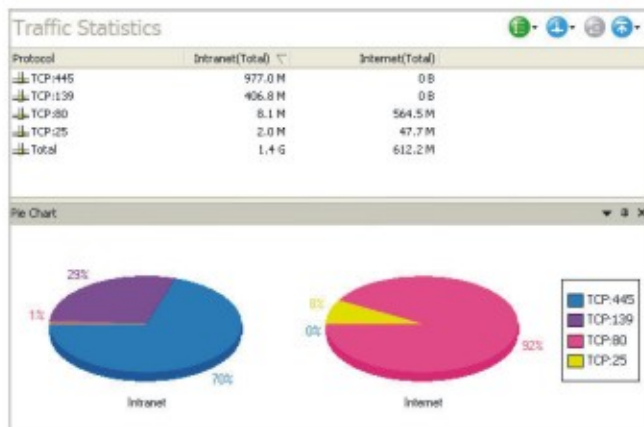 Traffic Statistics
Protocol Intranet(Total) Internet(Total)
TCP:445 977.0 M 0 B
TCP:139 406.8 M 0 B
TCP:80 8.1 M 564.5 M
TCP:25 2.0 M 47.7 M
Total 1.4 G 612.2 M
Pie Chart
29%
1%
70%
Intranet
8%
0%
92%
Internet
TCP:445
TCP:139
TCP:80
TCP:25